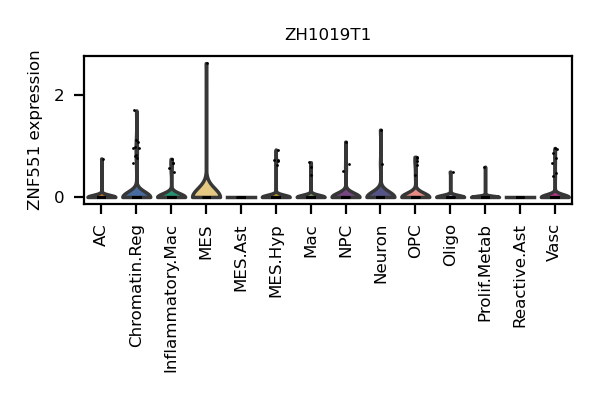 ZH1019T1
ZNF551 expression
2
0
AC
Chromatin.Reg
Inflammatory.Mac
MES
MES.Ast
MES.Hyp
Mac
NPC
Neuron
OPC
Oligo
Prolif.Metab
Reactive.Ast
Vasc